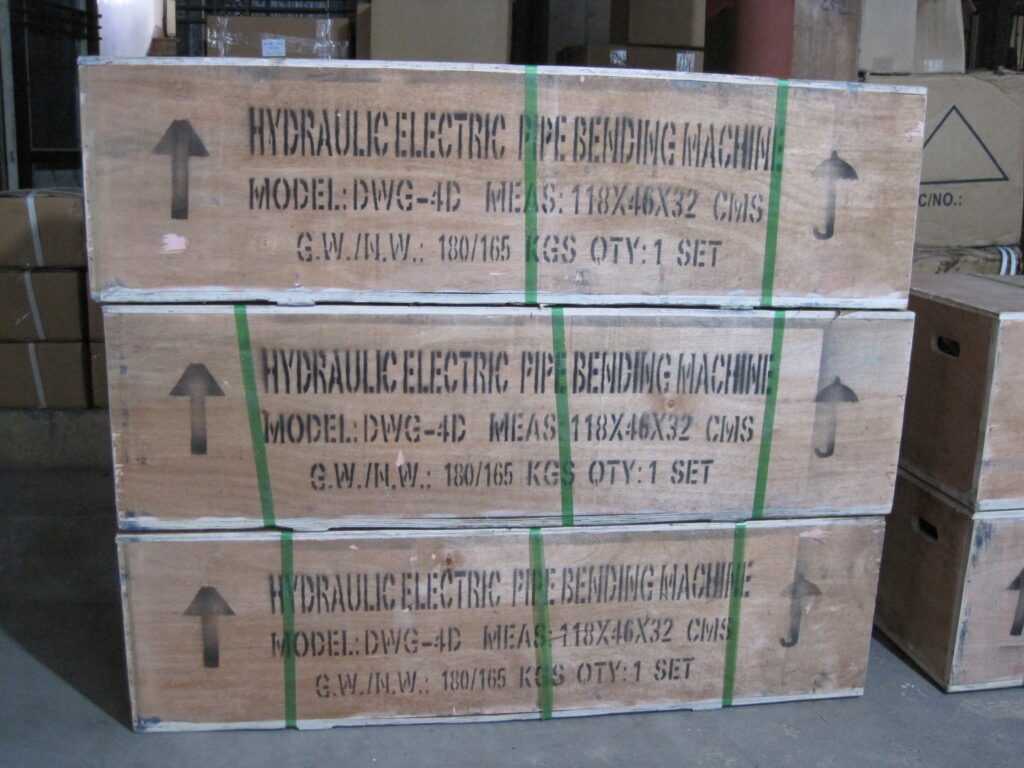 HYDRAULIC ELECTRIC PIPE BENDING MACHINE
MODEL:DWG-4D MEAS:118X46X32 CMS
G.W./N.W.: 180/165 KGS QTY:1 SET
C/NO.:
HYDRAULIC ELECTRIC PIPE BENDING MACHINE
MODEL:DWG-4D MEAS:118X46X32 CMS
G.W./N.W.: 180/165 KGS QTY:1 SET
HYDRAULIC ELECTRIC PIPE BENDING MACHINE
MODEL:DWG-4D MEAS:118X46X32 CMS
G.W./N.W.: 180/165 KGS QTY:1 SET